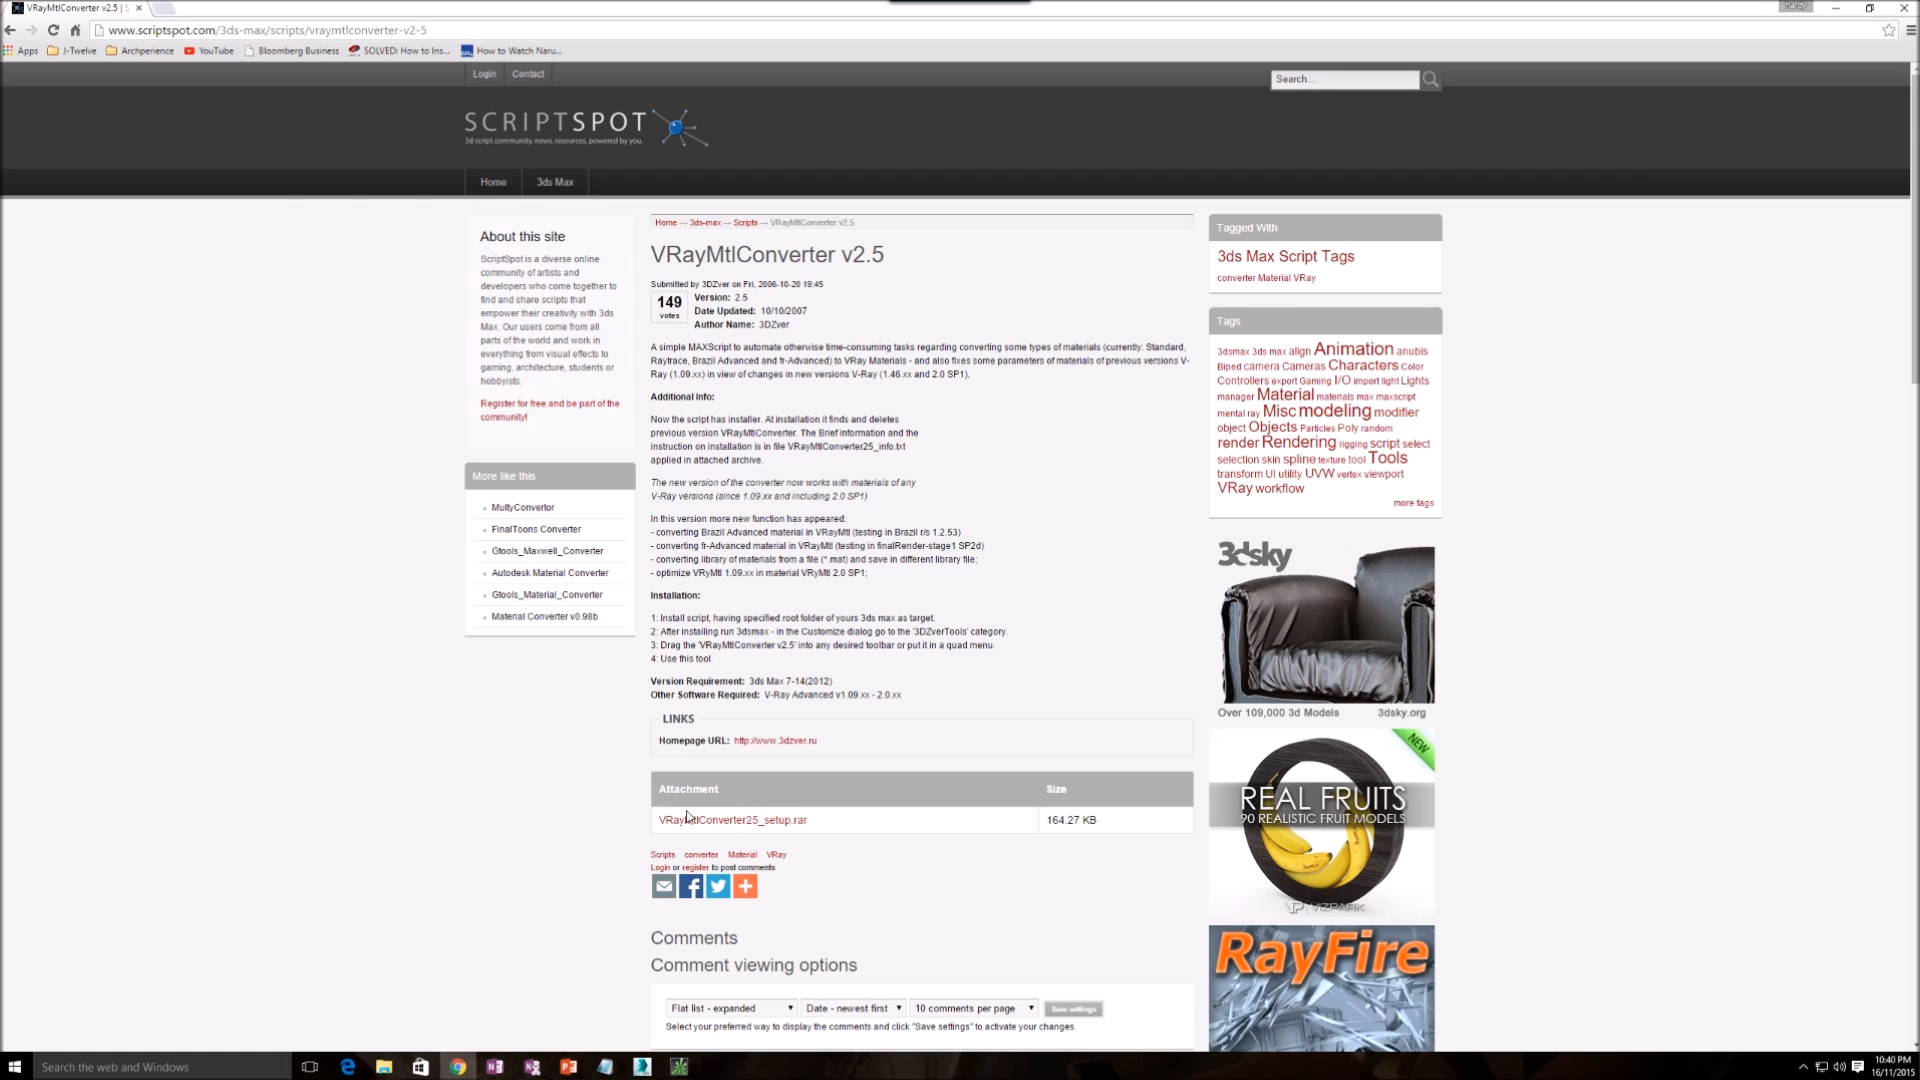 VRayMtlConverter v2.5 | S
hardy
www.scriptspot.com/3ds-max/scripts/vraymtlconverter-v2-5
Apps J-Twelve Archperience YouTube Bloomberg Business SOLVED: How to Ins... How to Watch Naru...
Login Contact
Search...
SCRIPTSPOT
3d script community, news, resources, powered by you.
Home 3ds Max
About this site
ScriptSpot is a diverse online
community of artists and
developers who come together to
find and share scripts that
empower their creativity with 3ds
Max. Our users come from all
parts of the world and work in
everything from visual effects to
gaming, architecture, students or
hobbyists.
Register for free and be part of the
community!
More like this
MultyConvertor
FinalToons Converter
Gtools_Maxwell_Converter
Autodesk Material Converter
Gtools_Material_Converter
Material Converter v0.98b
Home → 3ds-max → Scripts → VRayMtlConverter v2.5
VRayMtlConverter v2.5
Submitted by 3DZver on Fri, 2006-10-20 19:45
149
votes
Version: 2.5
Date Updated: 10/10/2007
Author Name: 3DZver
A simple MAXScript to automate otherwise time-consuming tasks regarding converting some types of materials (currently: Standard,
Raytrace, Brazil Advanced and fr-Advanced) to VRay Materials - and also fixes some parameters of materials of previous versions V-
Ray (1.09.xx) in view of changes in new versions V-Ray (1.46.xx and 2.0 SP1).
Additional Info:
Now the script has installer. At installation it finds and deletes
previous version VRayMtlConverter. The Brief information and the
instruction on installation is in file VRayMtlConverter25_info.txt
applied in attached archive.
The new version of the converter now works with materials of any
V-Ray versions (since 1.09.xx and including 2.0 SP1)
In this version more new function has appeared:
- converting Brazil Advanced material in VRayMtl (testing in Brazil r/s 1.2.53)
- converting fr-Advanced material in VRayMtl (testing in finalRender-stage1 SP2d)
- converting library of materials from a file (*.mat) and save in different library file;
- optimize VRyMtl 1.09.xx in material VRyMtl 2.0 SP1;
Installation:
1: Install script, having specified root folder of yours 3ds max as target.
2: After installing run 3dsmax - in the Customize dialog go to the '3DZverTools' category.
3: Drag the 'VRayMtlConverter v2.5' into any desired toolbar or put it in a quad menu.
4: Use this tool.
Version Requirement: 3ds Max 7-14(2012)
Other Software Required: V-Ray Advanced v1.09.xx - 2.0.xx
LINKS
Homepage URL: http://www.3dzver.ru
Attachment Size
VRayMtlConverter25_setup.rar 164.27 KB
Scripts converter Material VRay
Login or register to post comments
Comments
Comment viewing options
Flat list - expanded Date - newest first 10 comments per page Save settings
Select your preferred way to display the comments and click "Save settings" to activate your changes.
Tagged With
3ds Max Script Tags
converter Material VRay
Tags
3dsmax 3ds max align Animation anubis
Biped camera Cameras Characters Color
Controllers export Gaming I/O import light Lights
manager Material materials max maxscript
mental ray Misc modeling modifier
object Objects Particles Poly random
render Rendering rigging script select
selection skin spline texture tool Tools
transform UI utility UVW vertex viewport
VRay workflow
more tags
3dsky
Over 109,000 3d Models 3dsky.org
NEW
REAL FRUITS
90 REALISTIC FRUIT MODELS
VP | VIZPARK
RayFire
Search the web and Windows
10:40 PM
16/11/2015